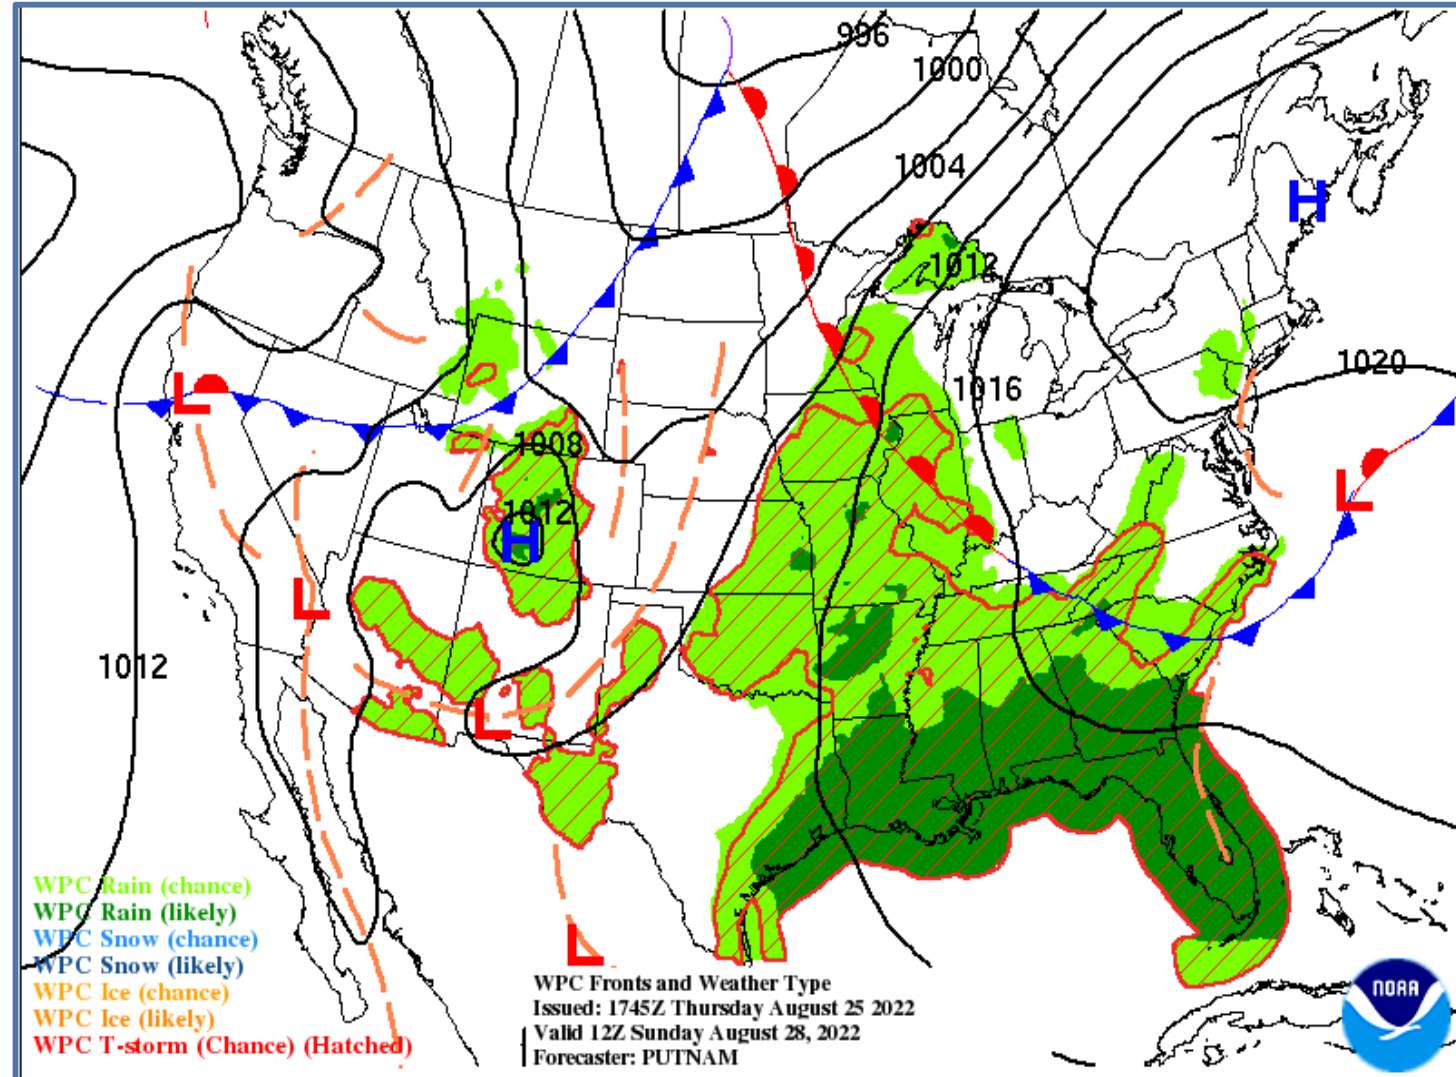 996
1000
1004
H
1012
1020
L
1016
1008
L
1012
H
L
1012
L
L
WPC Rain (chance)
WPC Rain (likely)
WPC Snow (chance)
WPC Snow (likely)
WPC Ice (chance)
WPC Ice (likely)
WPC T-storm (Chance) (Hatched)
WPC Fronts and Weather Type
Issued: 1745Z Thursday August 25 2022
Valid 12Z Sunday August 28, 2022
Forecaster: PUTNAM
NOAA